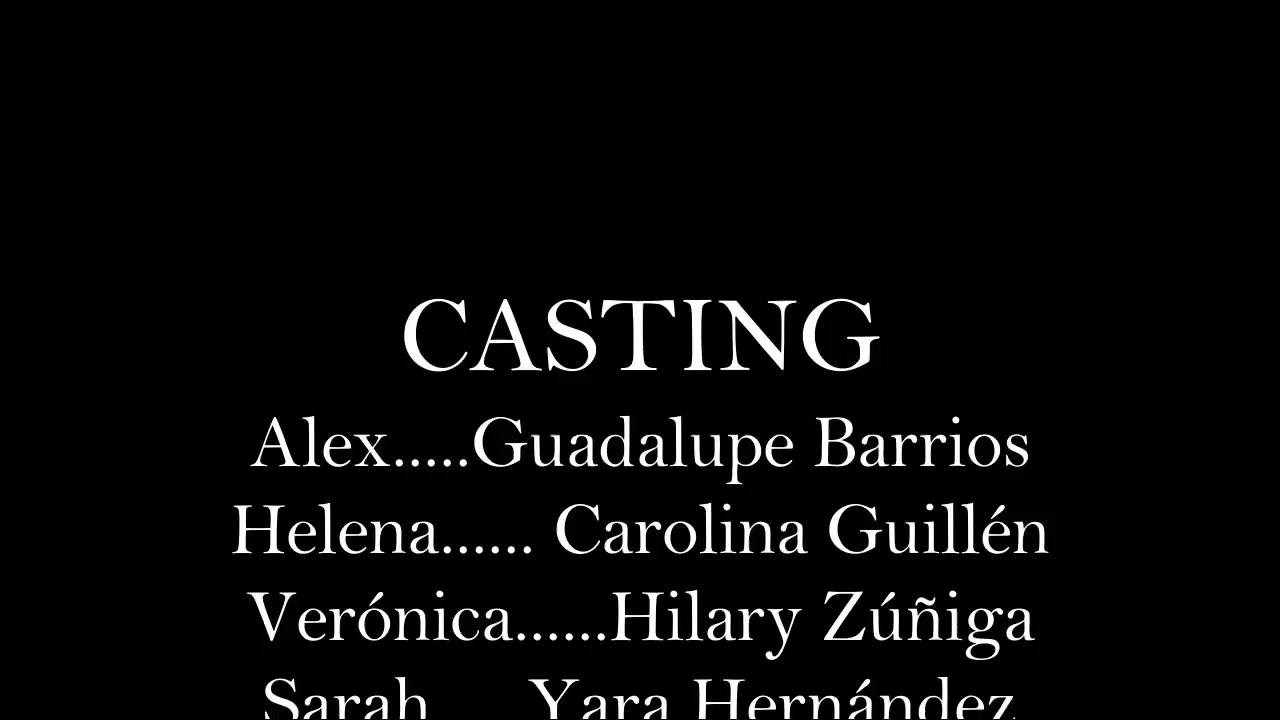 CASTING
Alex.....Guadalupe Barrios
Helena...... Carolina Guillén
Verónica......Hilary Zúñiga
Sarah Yara Hernández